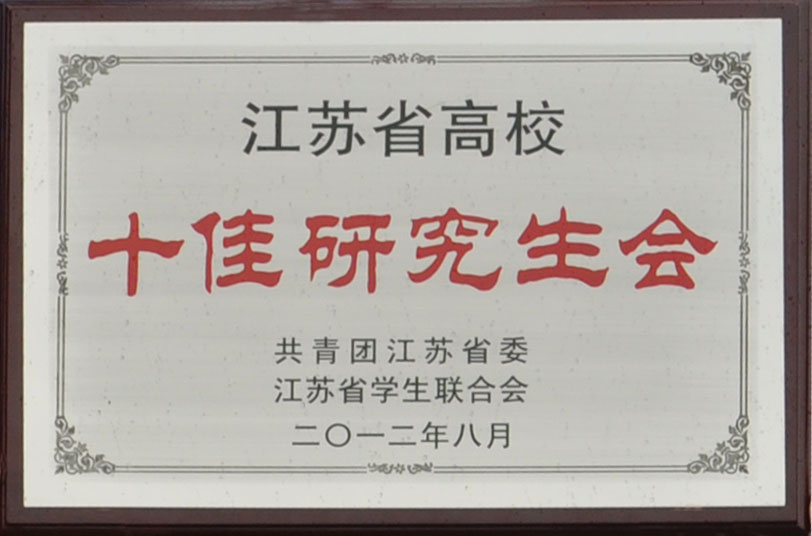 江苏省高校
十佳研究生会
共青团江苏省委
江苏省学生联合会
二〇一二年八月